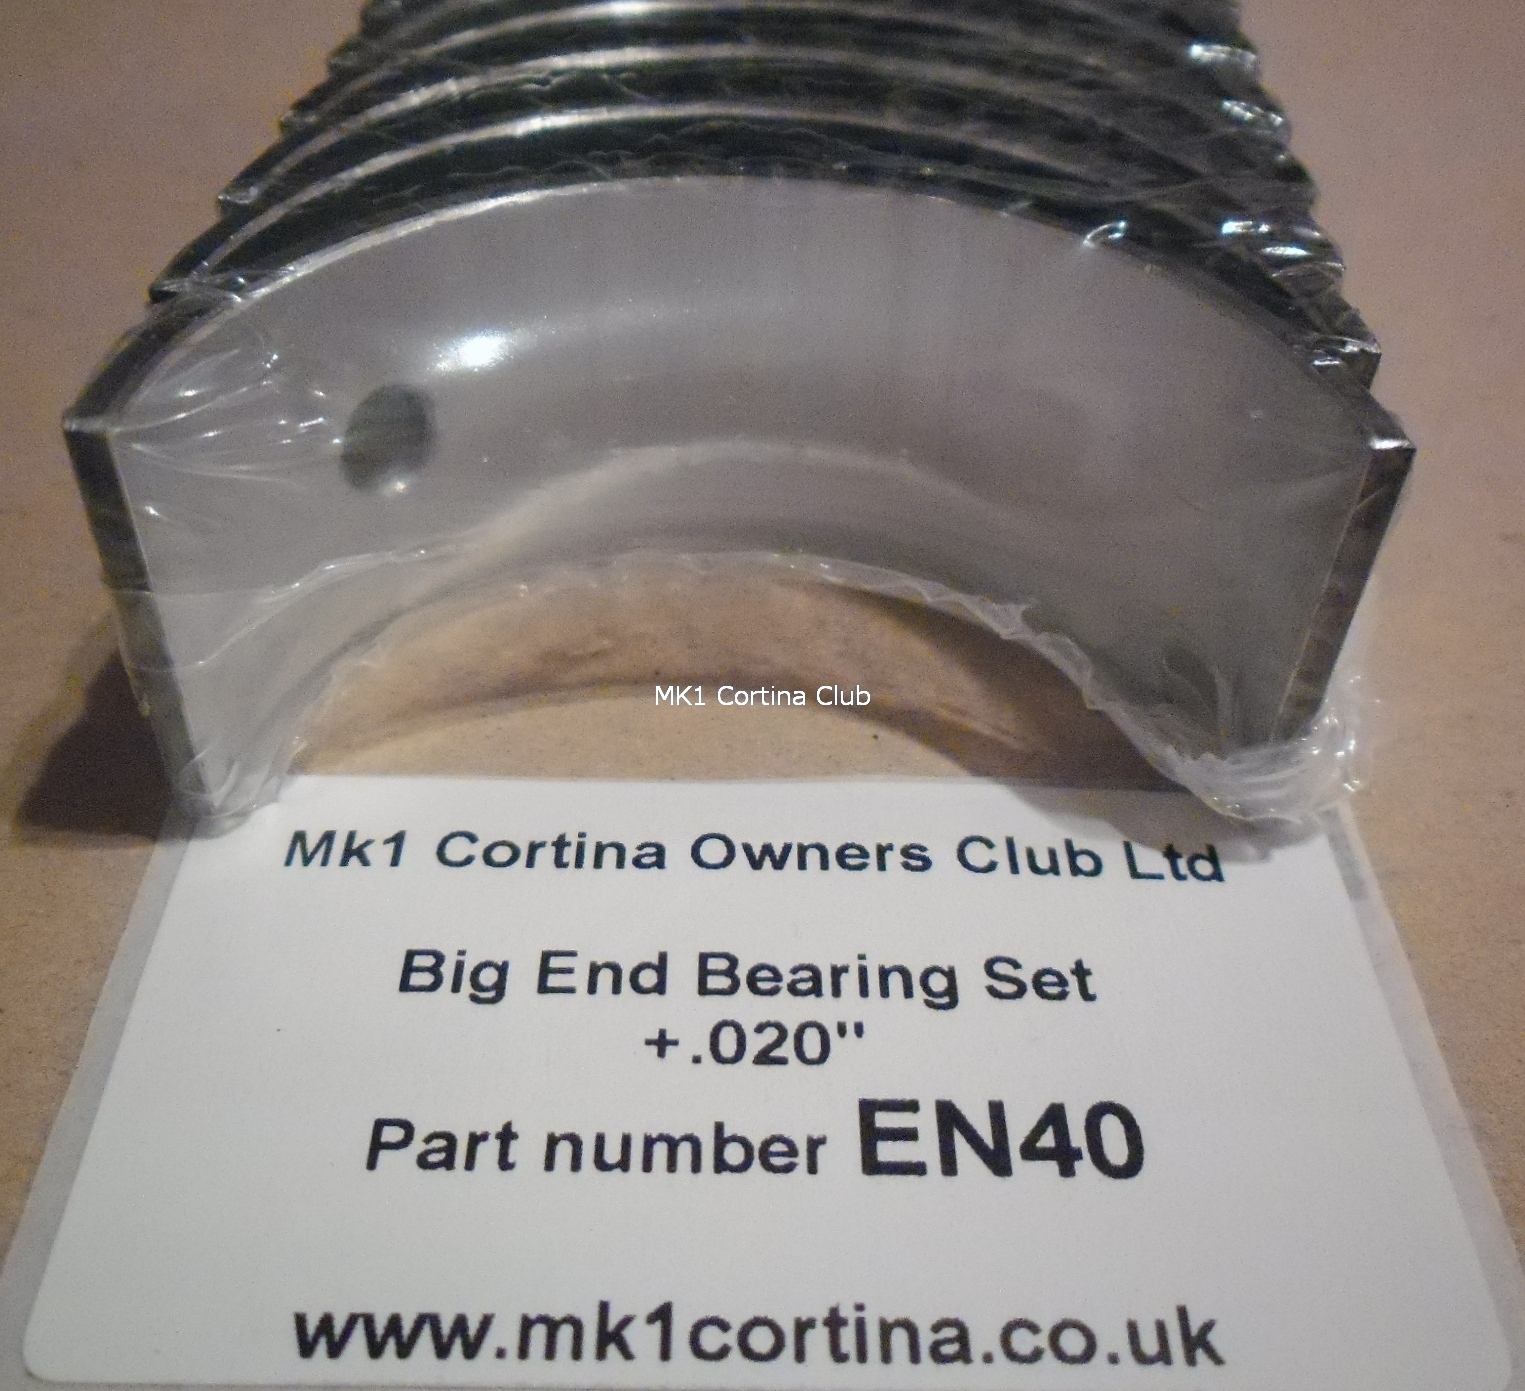 MK1 Cortina Club
Mk1 Cortina Owners Club Ltd
Big End Bearing Set
+.020"
Part number EN40
www.mk1cortina.co.uk